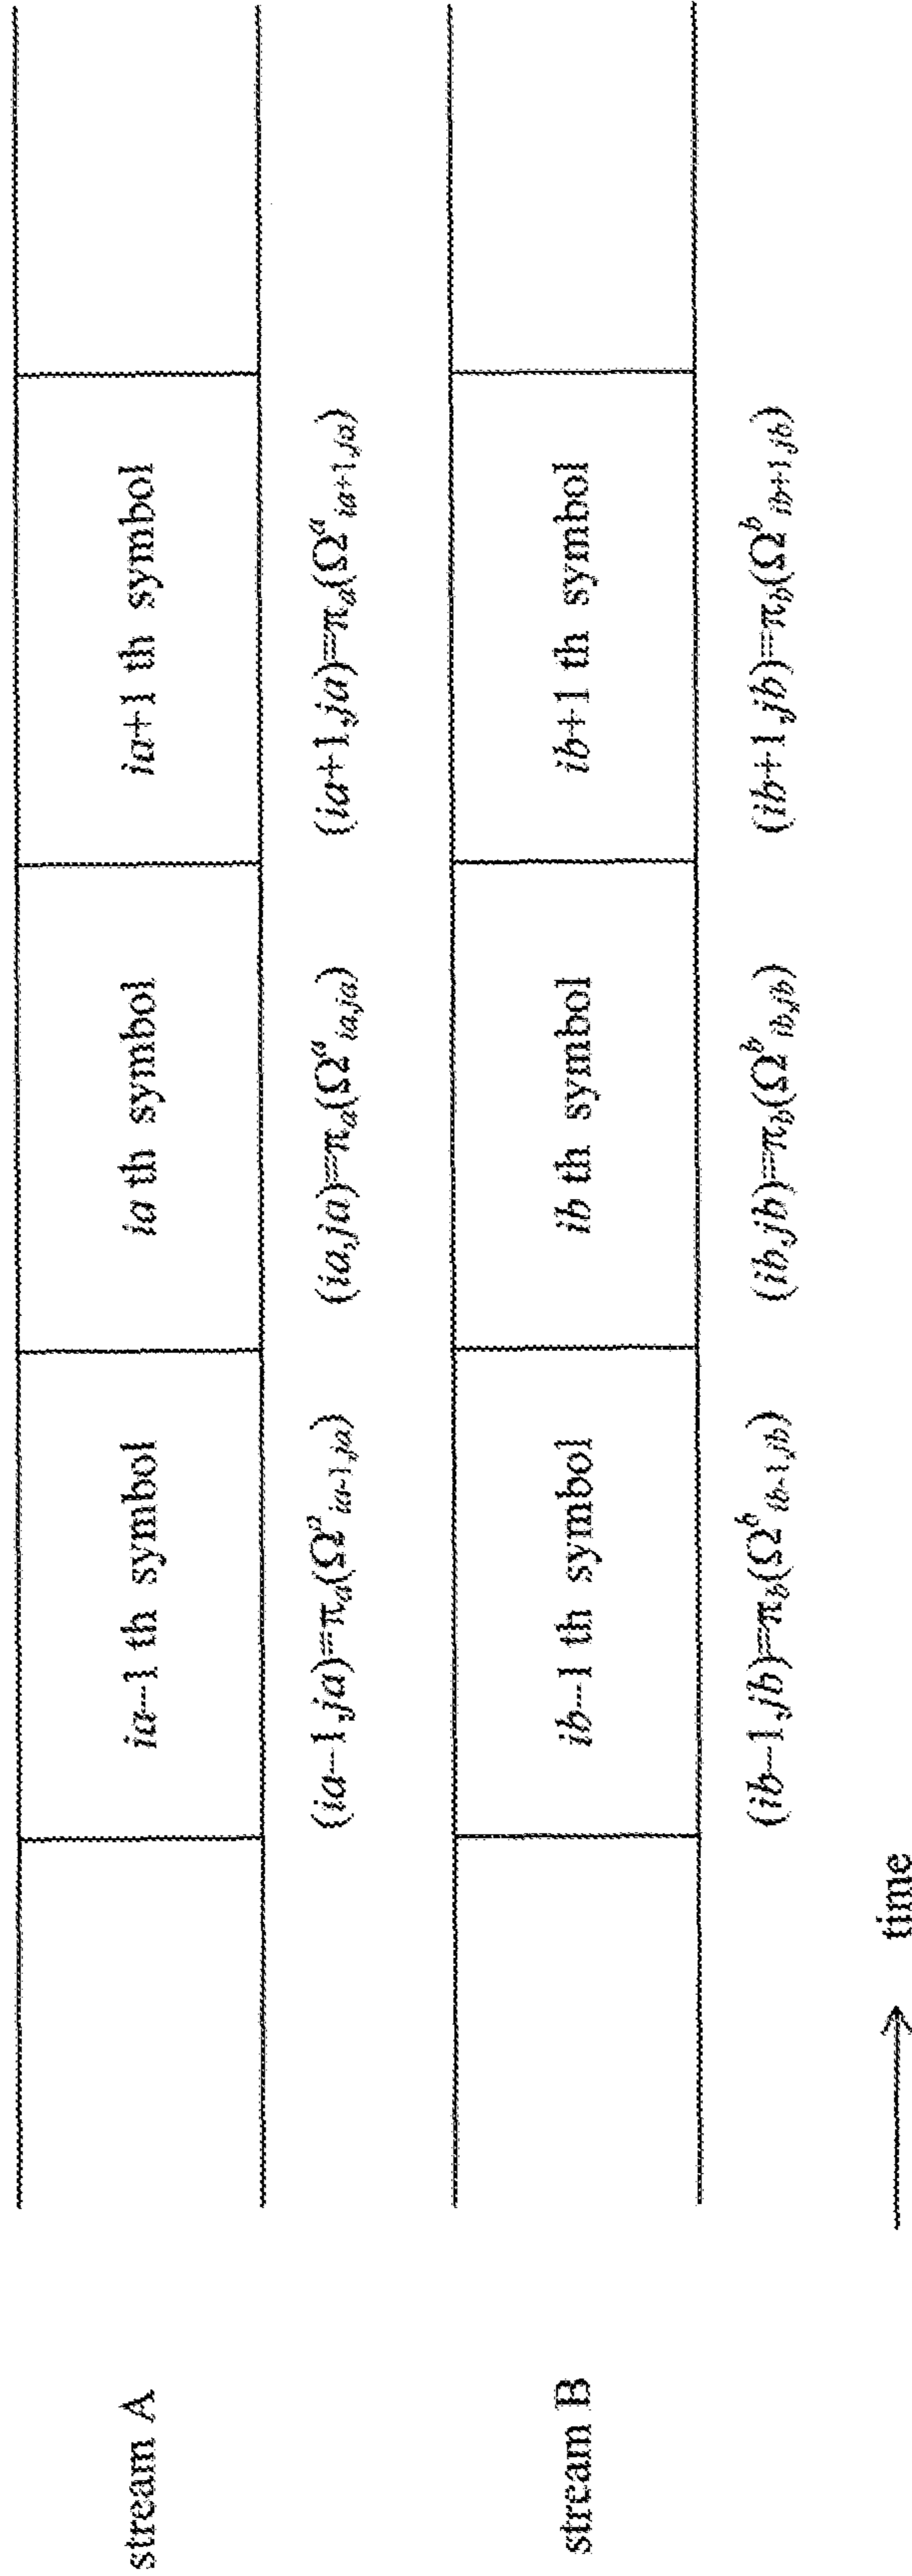 stream A
ia−1 th symbol
ia th symbol
ia+1 th symbol
(ia−1,ja)=πa(Ωᵃia−1,ja)
(ia,ja)=πa(Ωᵃia,ja)
(ia+1,ja)=πa(Ωᵃia+1,ja)
stream B
ib−1 th symbol
ib th symbol
ib+1 th symbol
(ib−1,jb)=πb(Ωᵇib−1,jb)
(ib,jb)=πb(Ωᵇib,jb)
(ib+1,jb)=πb(Ωᵇib+1,jb)
time